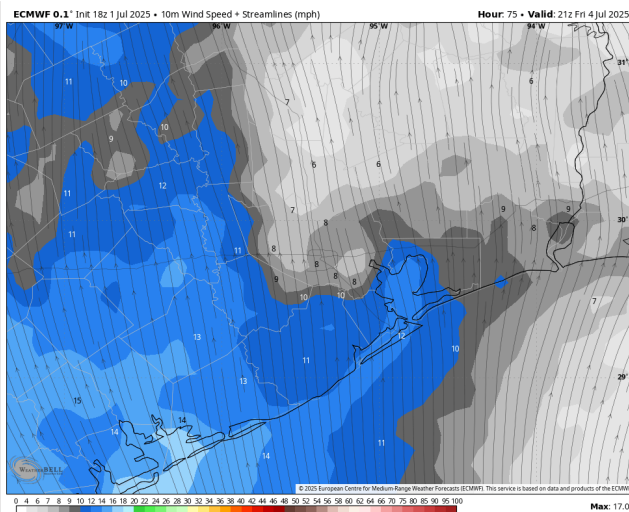 ECMWF 0.1° Init 18z 1 Jul 2025 • 10m Wind Speed + Streamlines (mph)
Hour: 75 • Valid: 21z Fri 4 Jul 2025
97°W 96°W 95°W 94°W
31°
11 10 7 6
9 10
12 6 6
11
7 8 9 9 30°
11 11 8
8 8
9 8 8
10 10 7
13 11 12 10
13 29°
15
14 14
14 11
WeatherBELL
© 2025 European Centre for Medium-Range Weather Forecasts (ECMWF). This service is based on data and products of the ECMWF
0 4 6 7 8 9 10 12 14 16 18 20 22 24 26 28 30 32 34 36 38 40 42 44 46 48 50 52 54 56 58 60 62 64 66 70 75 80 85 90 95 100
Max: 17.0